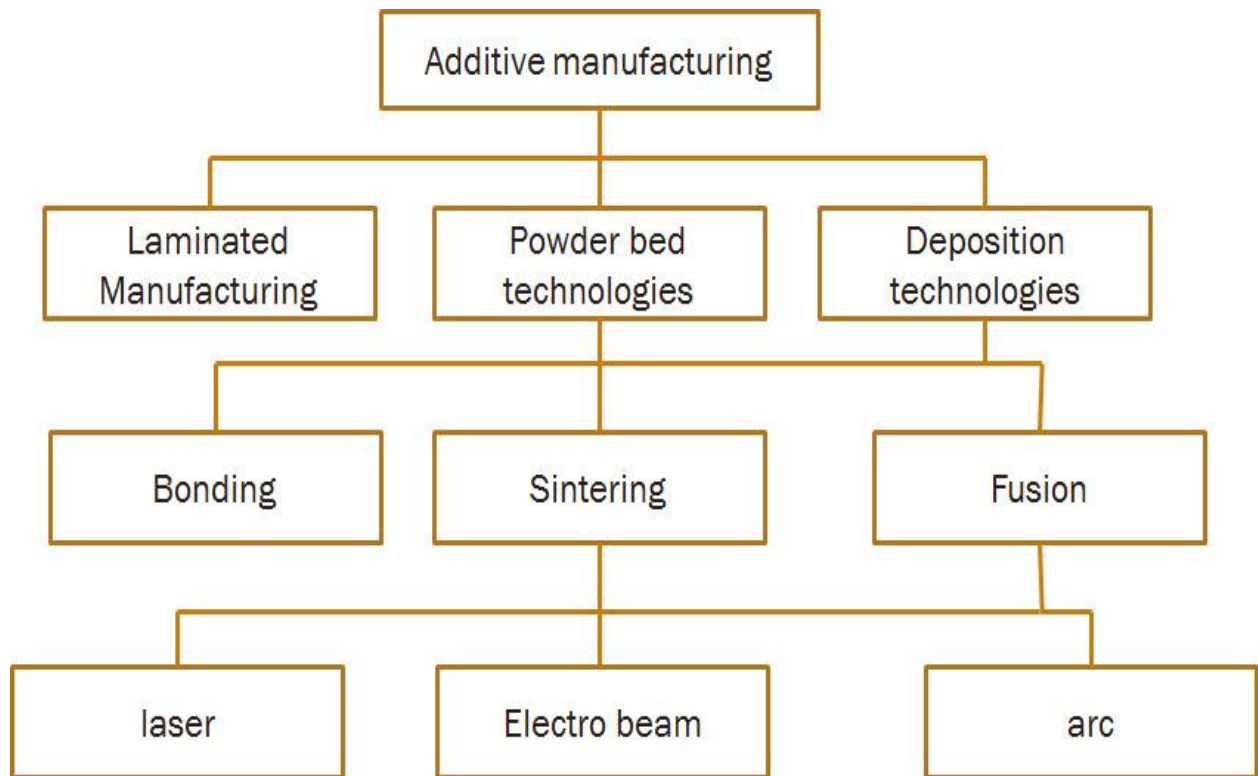 Additive manufacturing
Laminated
Manufacturing
Powder bed
technologies
Deposition
technologies
Bonding
Sintering
Fusion
laser
Electro beam
arc